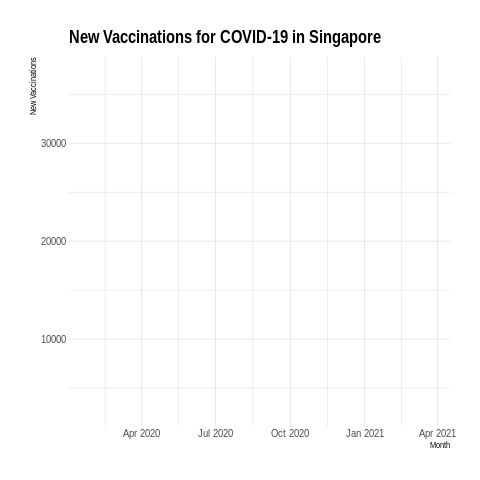 New Vaccinations for COVID-19 in Singapore
New Vaccinations
30000
20000
10000
Apr 2020 Jul 2020 Oct 2020 Jan 2021 Apr 2021
Month